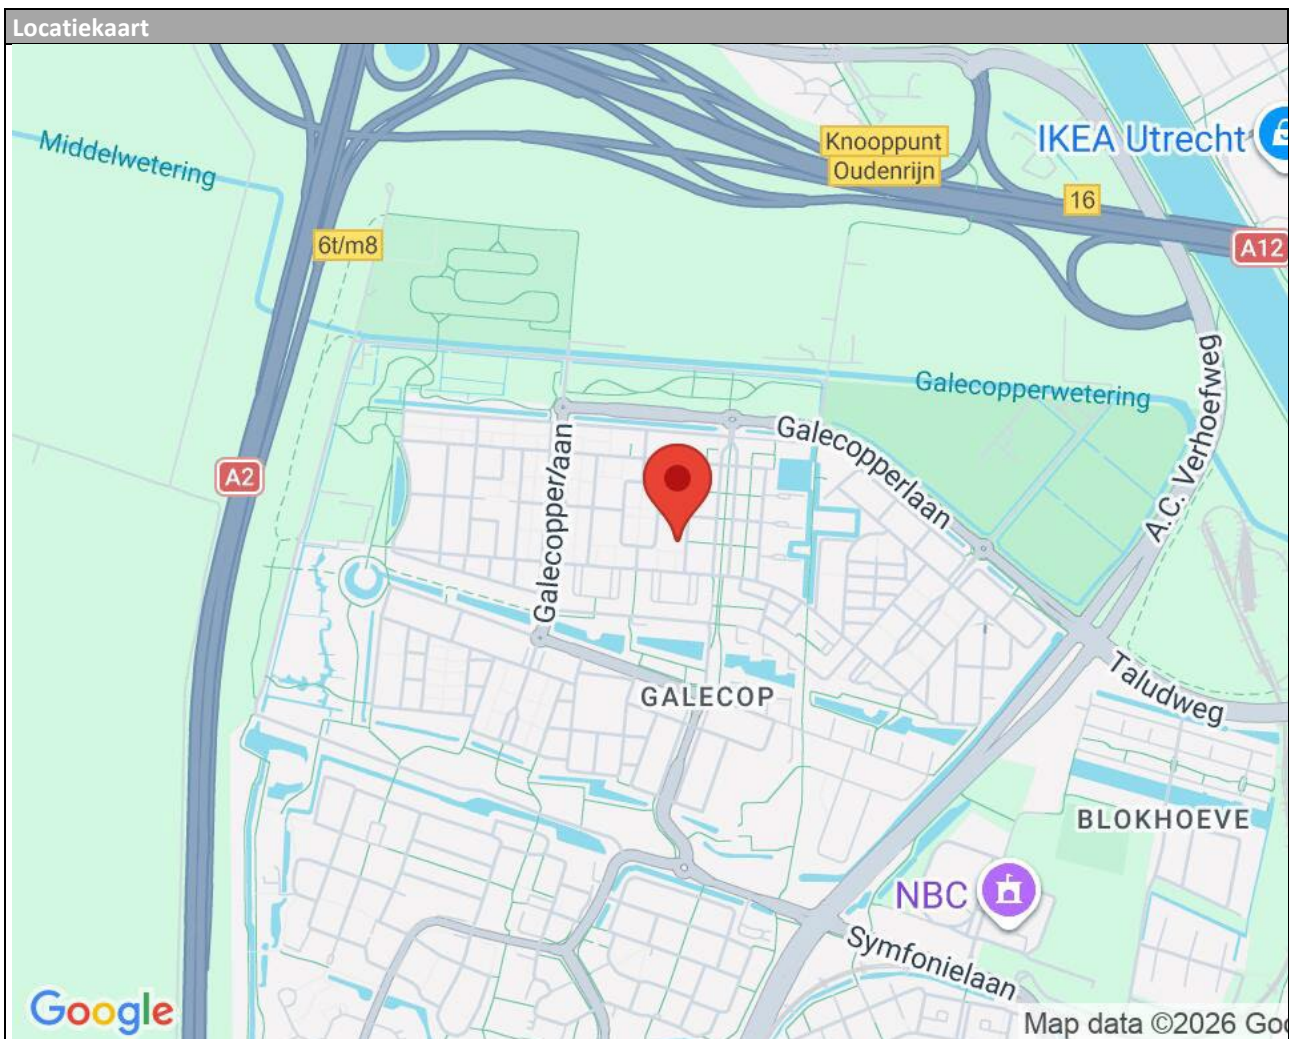 Locatiekaart
Middelwetering
Knooppunt
Oudenrijn
IKEA Utrecht
16
6t/m8
A12
Galecopperwetering
A.C. Verhoefweg
Galecopperlaan
Galecopperlaan
A2
Taludweg
GALECOP
BLOKHOEVE
NBC
Symfonielaan
Google
Map data ©2026 Goo